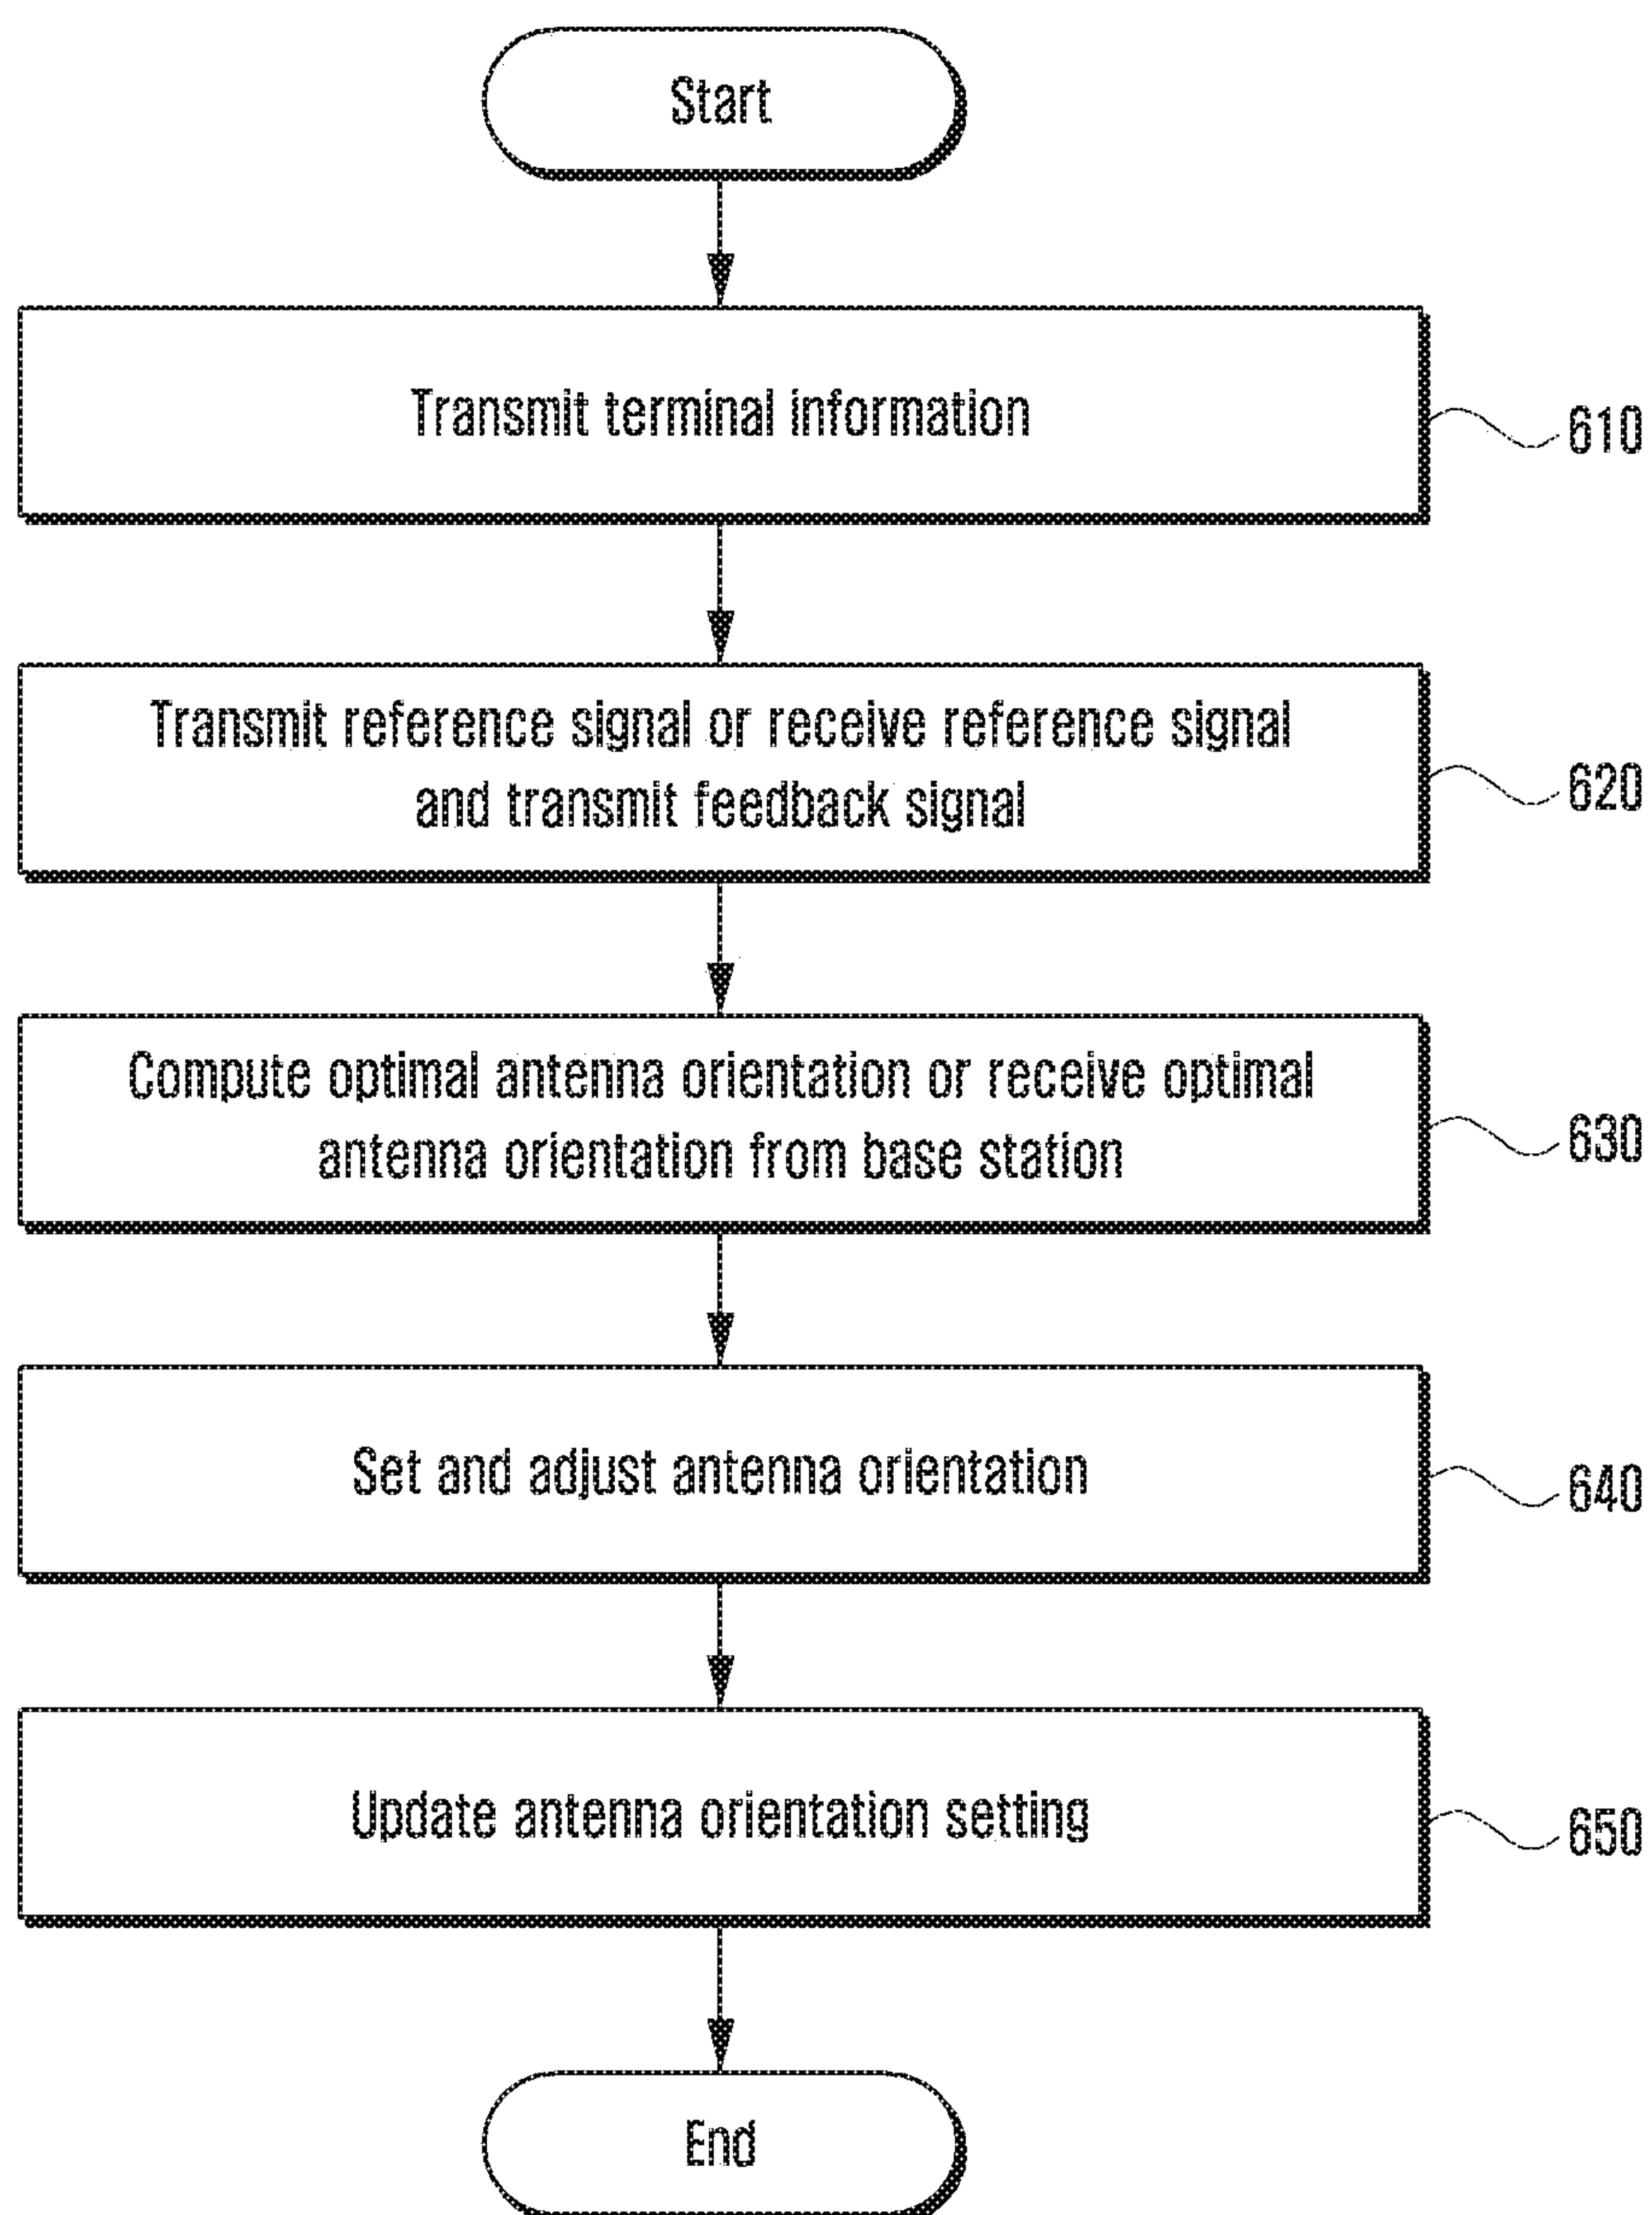 Start
Transmit terminal information
610
Transmit reference signal or receive reference signal
and transmit feedback signal
620
Compute optimal antenna orientation or receive optimal
antenna orientation from base station
630
Set and adjust antenna orientation
640
Update antenna orientation setting
650
End